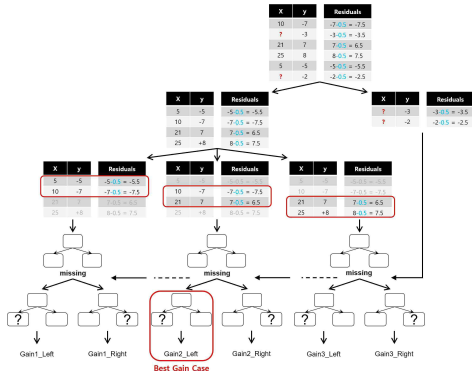 X y Residuals
10 -7 -7-0.5 = -7.5
? -3 -3-0.5 = -3.5
21 7 7-0.5 = 6.5
25 8 8-0.5 = 7.5
5 -5 -5-0.5 = -5.5
? -2 -2-0.5 = -2.5
X y Residuals
5 -5 -5-0.5 = -5.5
10 -7 -7-0.5 = -7.5
21 7 7-0.5 = 6.5
25 +8 8-0.5 = 7.5
X y Residuals
? -3 -3-0.5 = -3.5
? -2 -2-0.5 = -2.5
X y Residuals
5 -5 -5-0.5 = -5.5
10 -7 -7-0.5 = -7.5
21 7 7-0.5 = 6.5
25 +8 8-0.5 = 7.5
X y Residuals
5 -5 -5-0.5 = -5.5
10 -7 -7-0.5 = -7.5
21 7 7-0.5 = 6.5
25 +8 8-0.5 = 7.5
X y Residuals
5 -5 -5-0.5 = -5.5
10 -7 -7-0.5 = -7.5
21 7 7-0.5 = 6.5
25 +8 8-0.5 = 7.5
missing missing missing
? ? ? ? ? ?
Gain1_Left Gain1_Right Gain2_Left Gain2_Right Gain3_Left Gain3_Right
Best Gain Case